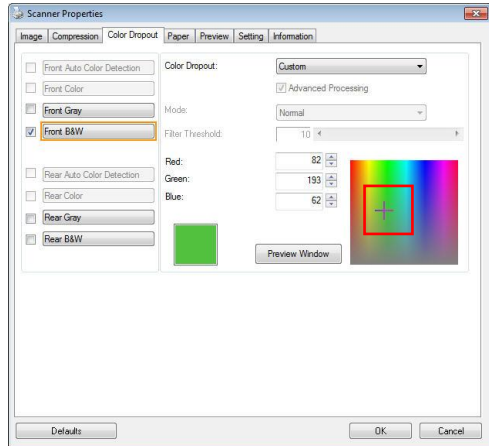 Scanner Properties
Image Compression Color Dropout Paper Preview Setting Information
Front Auto Color Detection
Front Color
Front Gray
Front B&W
Rear Auto Color Detection
Rear Color
Rear Gray
Rear B&W
Color Dropout: Custom
Advanced Processing
Mode: Normal
Filter Threshold: 10
Red: 82
Green: 193
Blue: 62
Preview Window
Defaults OK Cancel